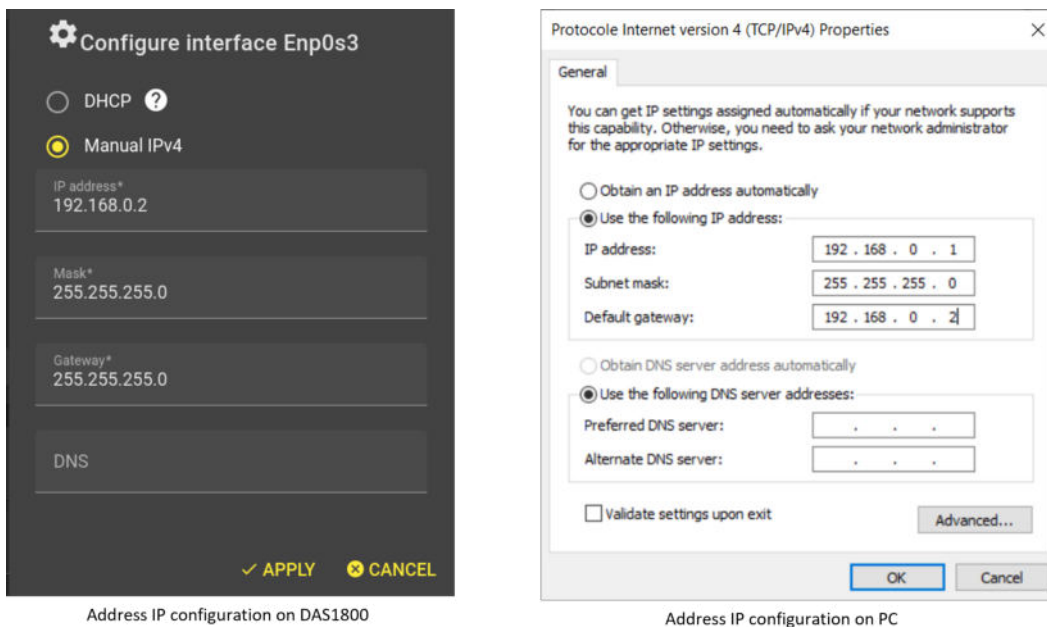 Configure interface Enp0s3
DHCP ?
Manual IPv4
IP address*
192.168.0.2
Mask*
255.255.255.0
Gateway*
255.255.255.0
DNS
APPLY CANCEL
Address IP configuration on DAS1800
Protocole Internet version 4 (TCP/IPv4) Properties
General
You can get IP settings assigned automatically if your network supports
this capability. Otherwise, you need to ask your network administrator
for the appropriate IP settings.
Obtain an IP address automatically
Use the following IP address:
IP address: 192 . 168 . 0 . 1
Subnet mask: 255 . 255 . 255 . 0
Default gateway: 192 . 168 . 0 . 2
Obtain DNS server address automatically
Use the following DNS server addresses:
Preferred DNS server: . . .
Alternate DNS server: . . .
Validate settings upon exit
Advanced...
OK Cancel
Address IP configuration on PC